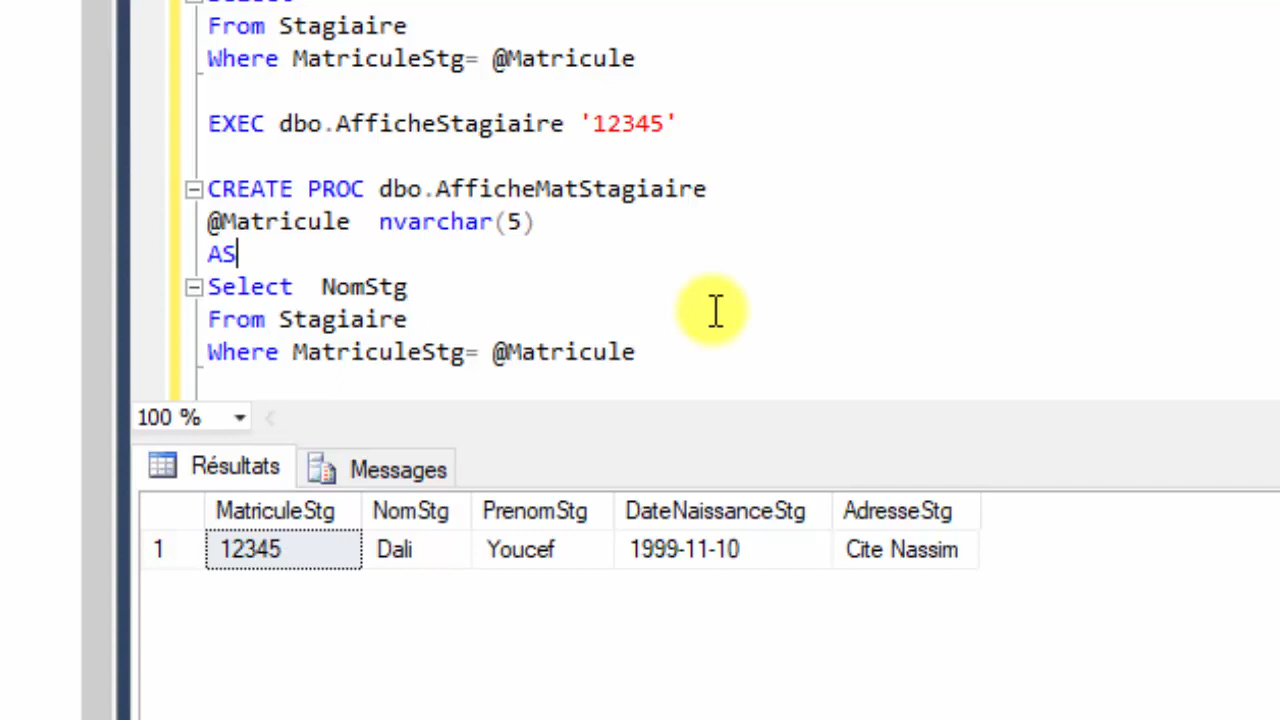 From Stagiaire
Where MatriculeStg= @Matricule
EXEC dbo.AfficheStagiaire '12345'
CREATE PROC dbo.AfficheMatStagiaire
@Matricule  nvarchar(5)
AS
Select  NomStg
From Stagiaire
Where MatriculeStg= @Matricule
100 %
Résultats Messages
MatriculeStg NomStg PrenomStg DateNaissanceStg AdresseStg
1 12345 Dali Youcef 1999-11-10 Cite Nassim